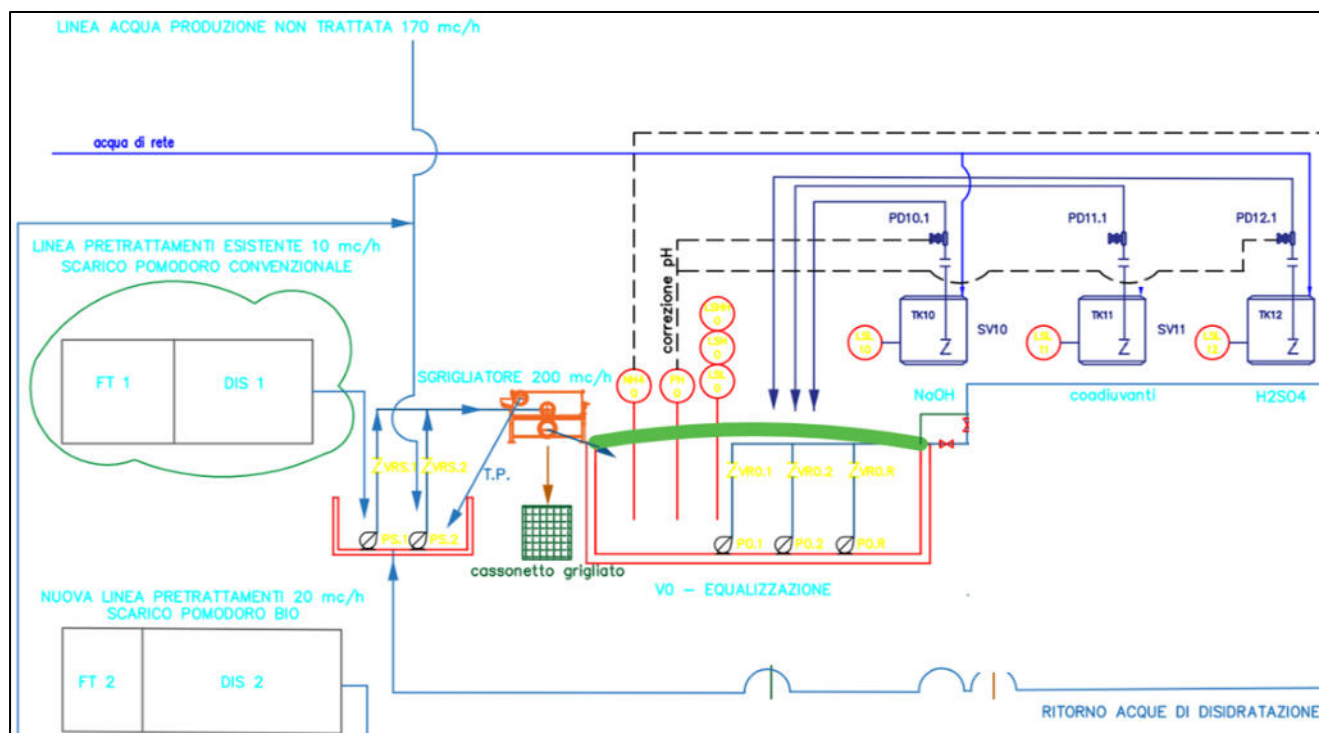 LINEA ACQUA PRODUZIONE NON TRATTATA 170 mc/h
acqua di rete
PD10.1
PD11.1
PD12.1
LINEA PRETRATTAMENTI ESISTENTE 10 mc/h
SCARICO POMODORO CONVENZIONALE
correzione pH
LSHH
0
LSH
0
LSL
0
NH4
0
PH
0
TK10
SV10
TK11
SV11
TK12
LSL
10
LSL
11
LSL
12
FT 1
DIS 1
SGRIGLIATORE 200 mc/h
NaOH
coadiuvanti
H2SO4
VRS.1
VRS.2
T.P.
VR0.1
VR0.2
VR0.R
PS.1
PS.2
P0.1
P0.2
P0.R
cassonetto grigliato
V0 - EQUALIZZAZIONE
NUOVA LINEA PRETRATTAMENTI 20 mc/h
SCARICO POMODORO BIO
FT 2
DIS 2
RITORNO ACQUE DI DISIDRATAZIONE